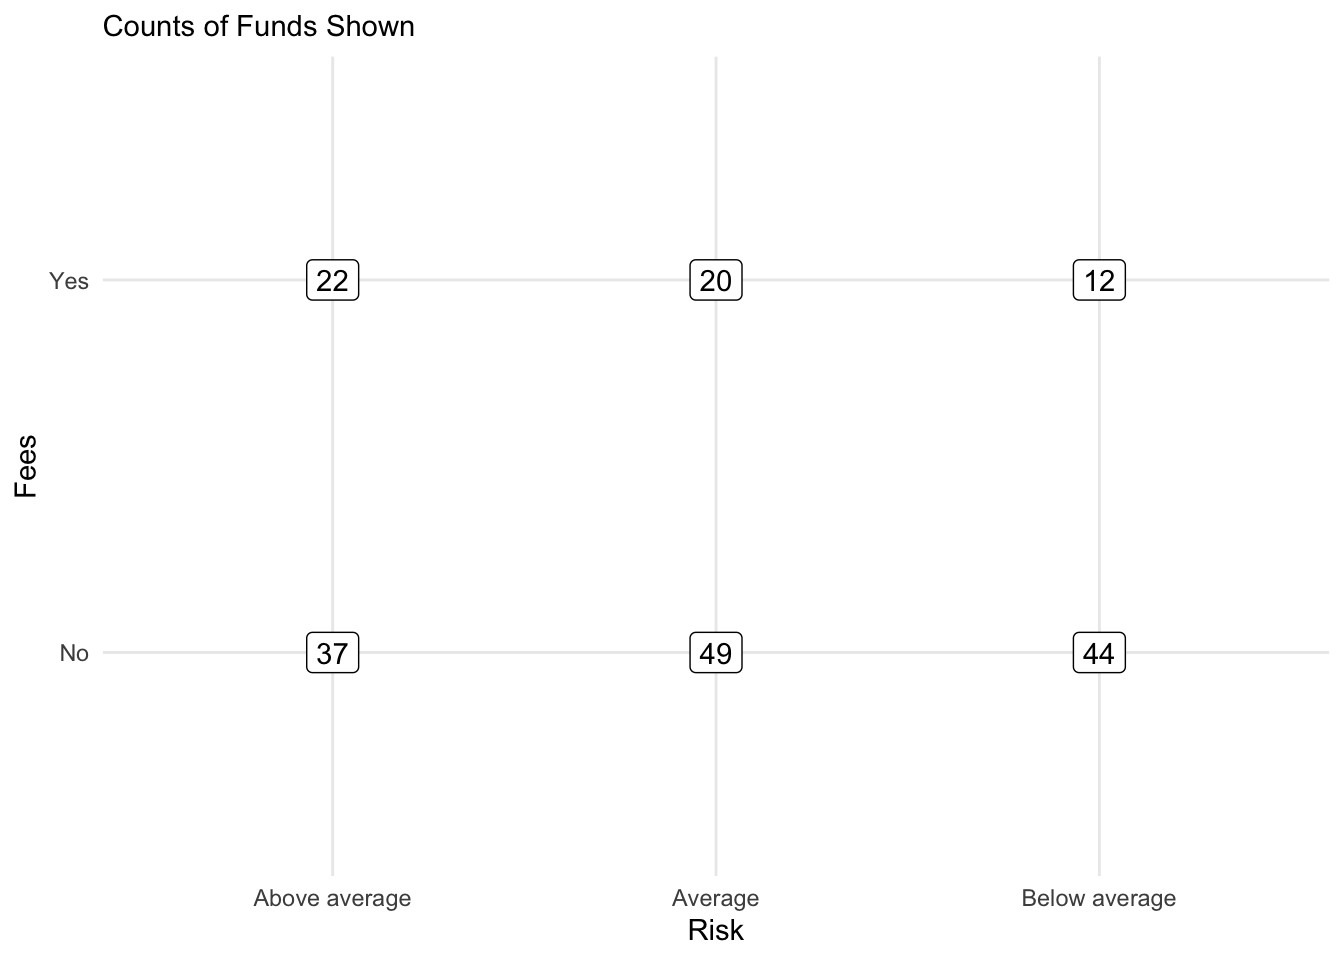 Counts of Funds Shown
Yes 22 20 12
Fees
No 37 49 44
Above average Average Below average
Risk